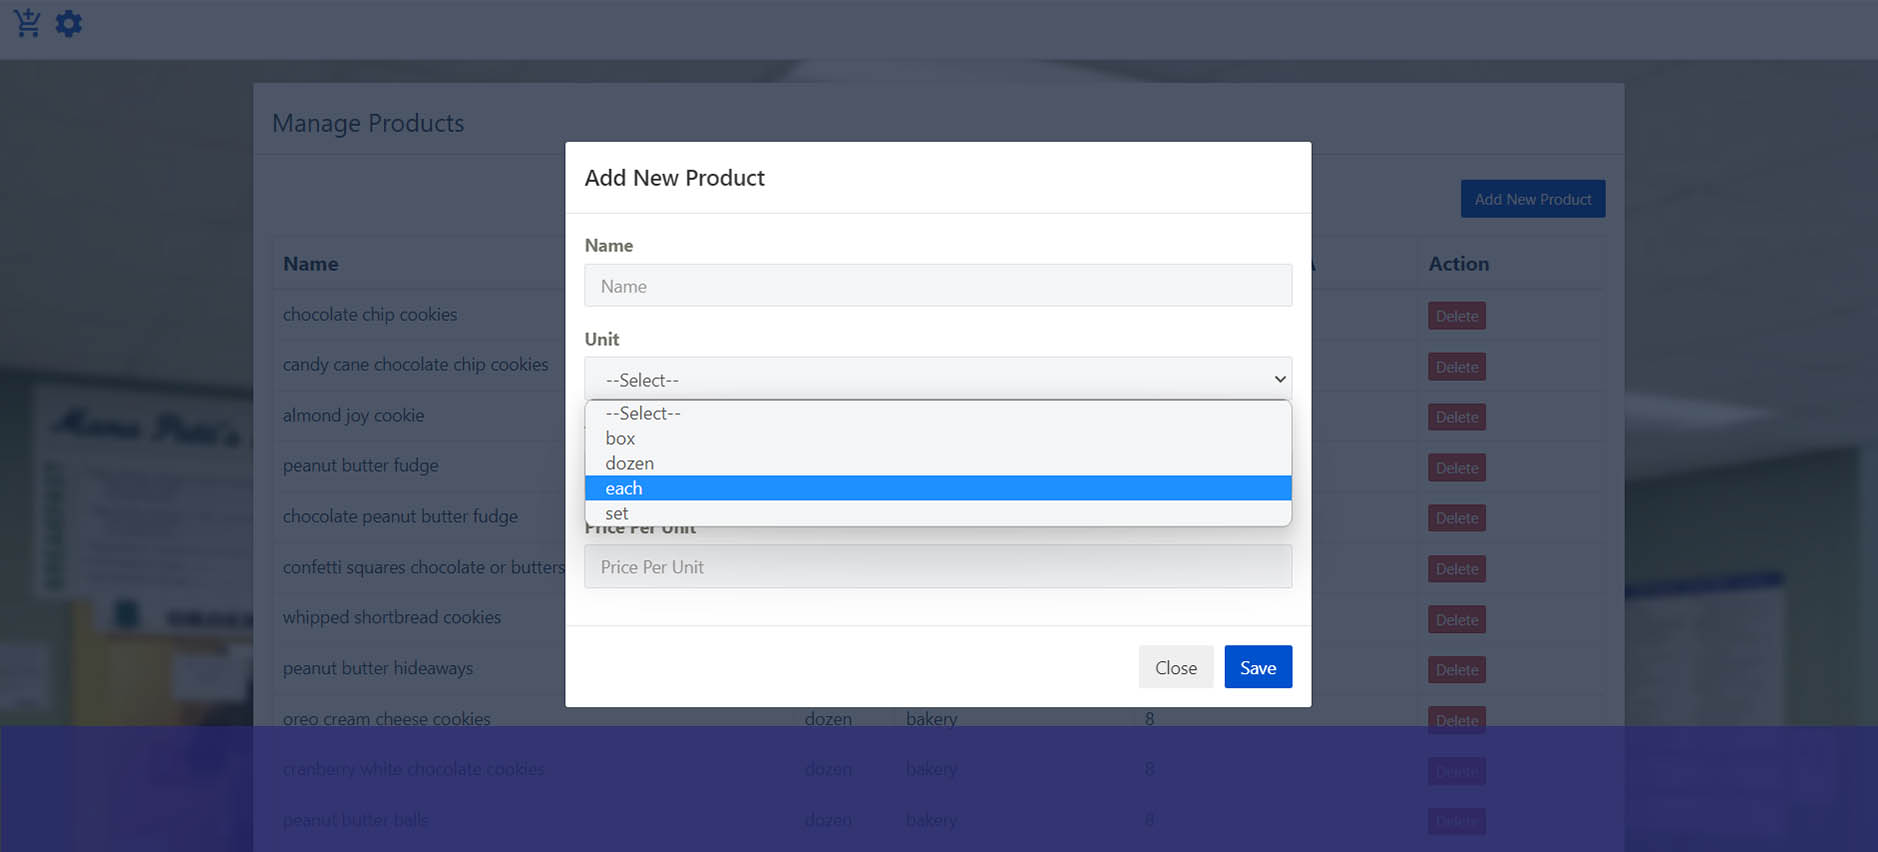 Manage Products
Add New Product
Name
Action
chocolate chip cookies
Delete
candy cane chocolate chip cookies
Delete
almond joy cookie
Delete
peanut butter fudge
Delete
chocolate peanut butter fudge
Delete
confetti squares chocolate or butters
Delete
whipped shortbread cookies
Delete
peanut butter hideaways
Delete
oreo cream cheese cookies dozen bakery 8 Delete
cranberry white chocolate cookies dozen bakery 8 Delete
peanut butter balls dozen bakery 8 Delete
Add New Product
Name
Name
Unit
--Select--
--Select--
box
dozen
each
set
Price Per Unit
Price Per Unit
Close
Save